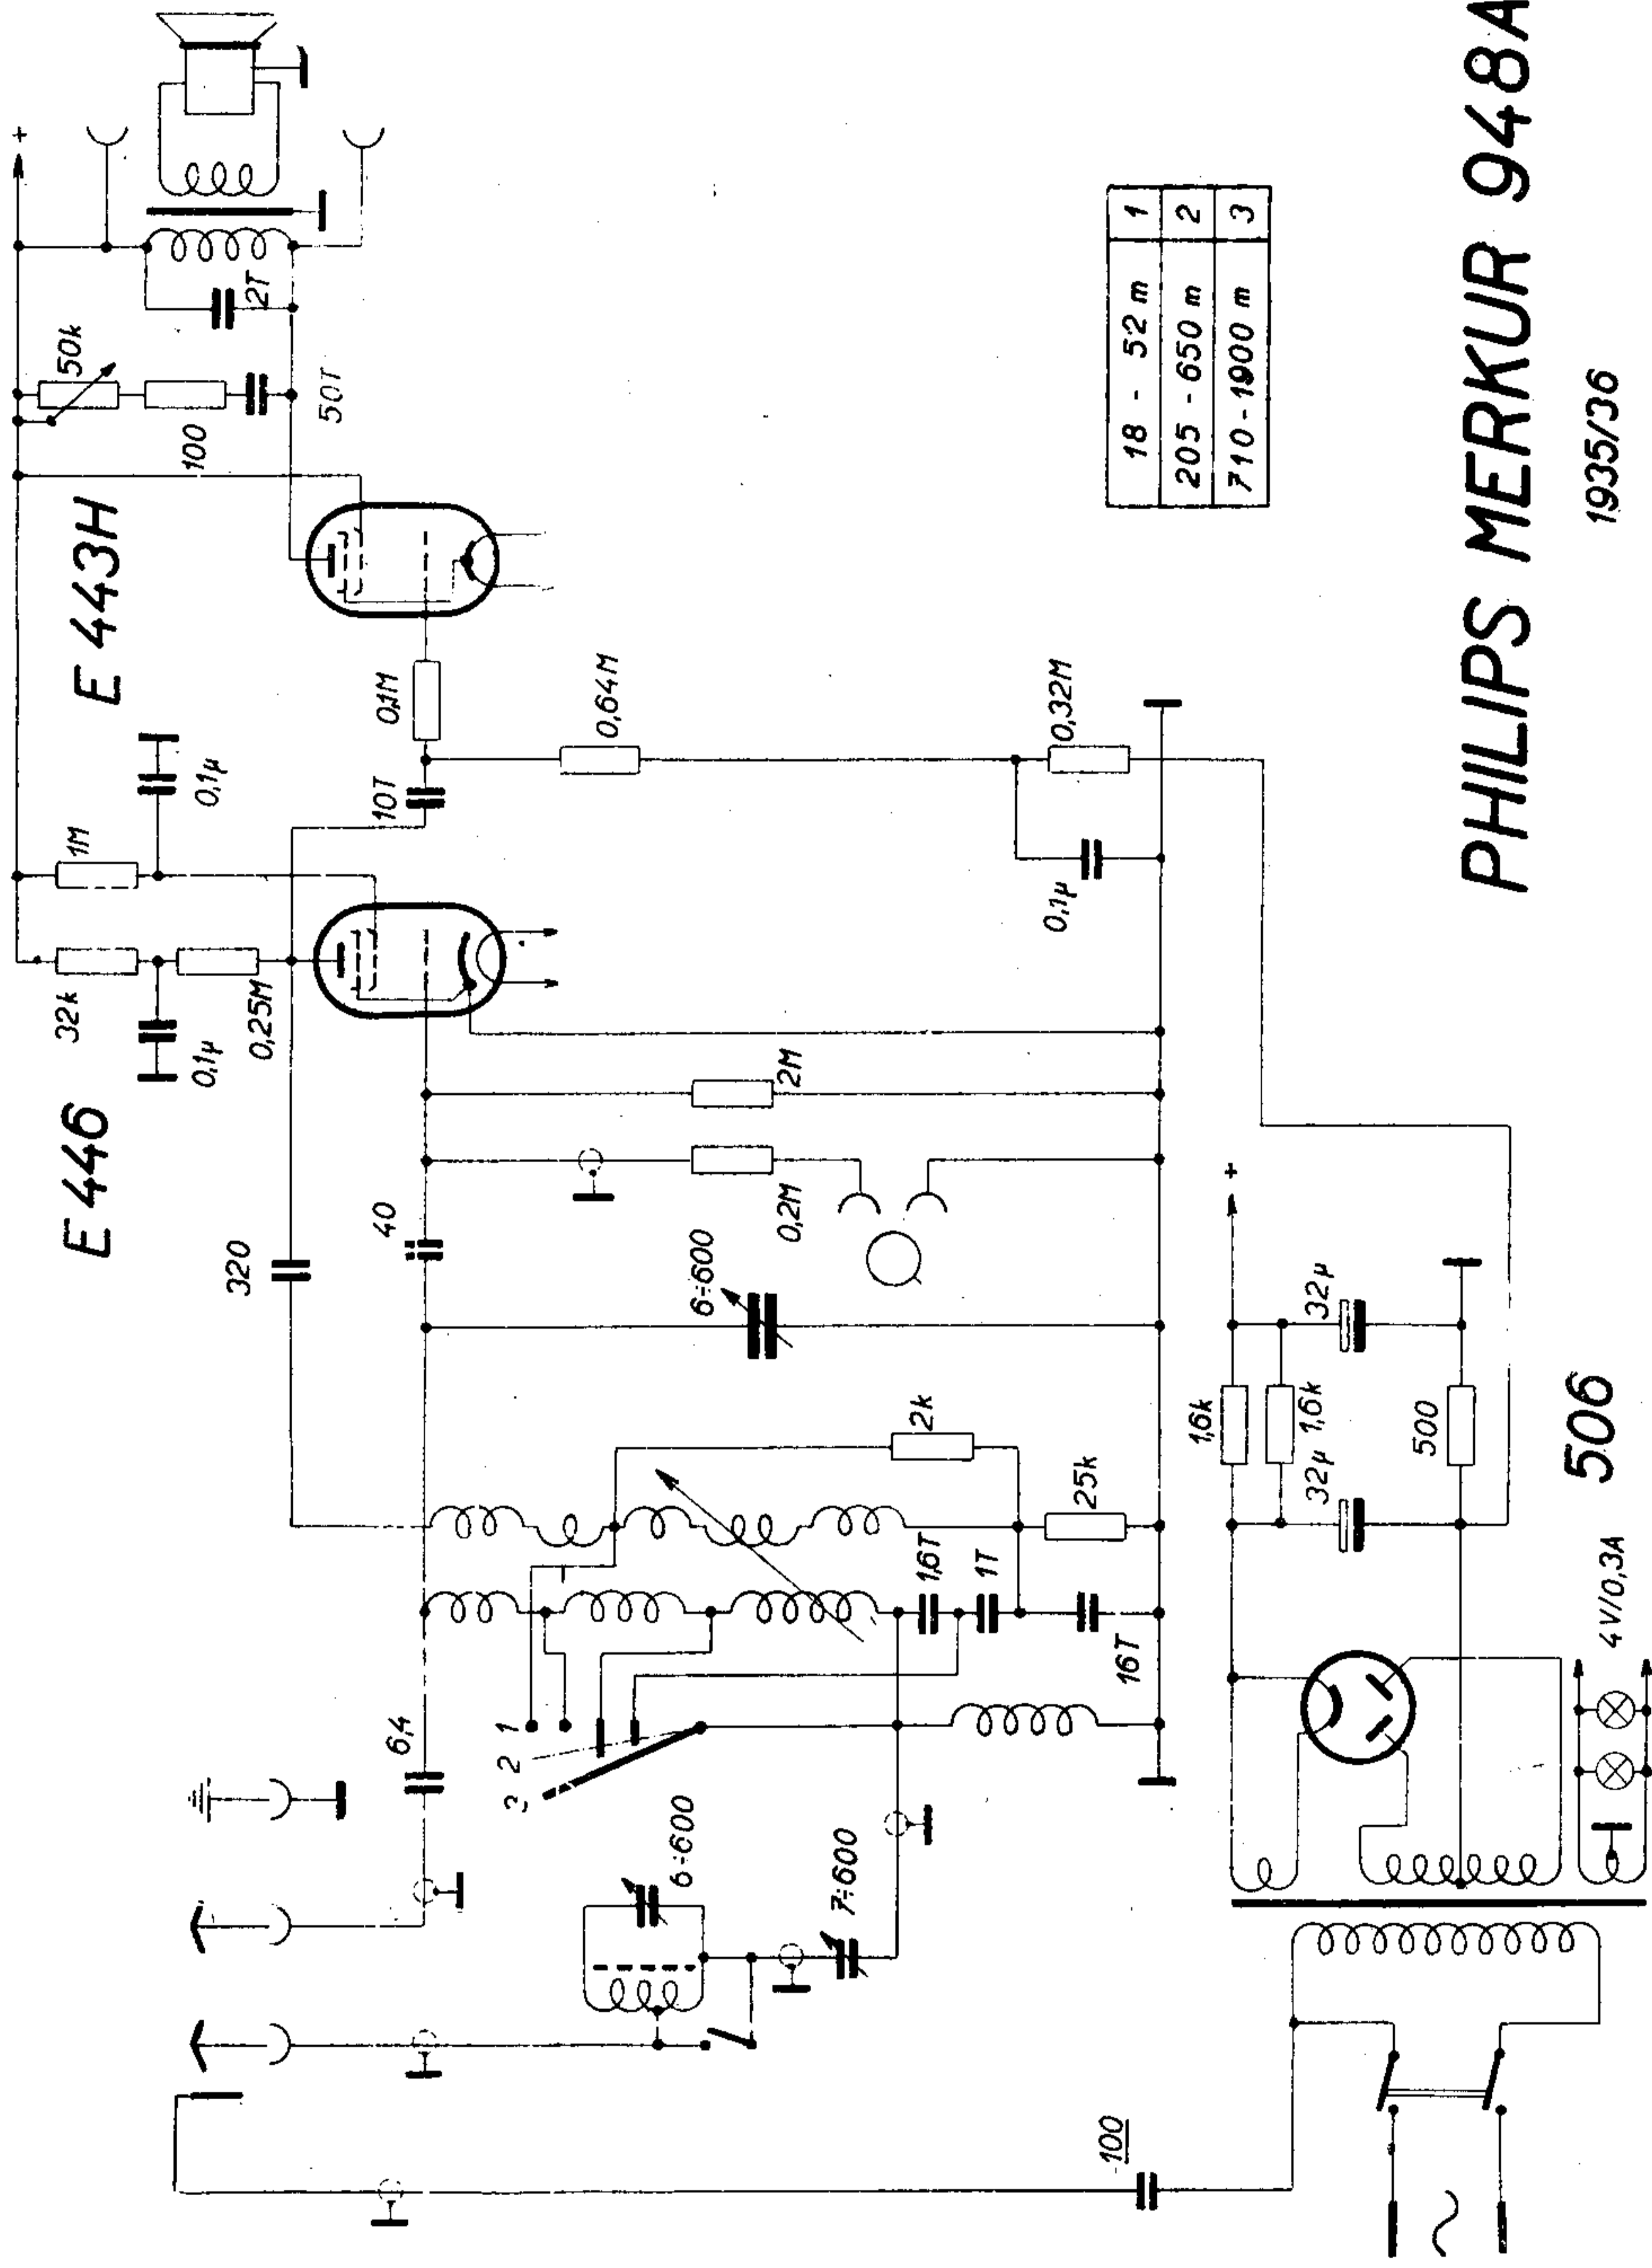 E 446
E 443H
32k
0,1µ
0,25M
1M
0,1µ
100
50k
50T
2T
+
320
40
10T
0,1M
6,4
0,64M
2M
0,2M
6÷600
6÷600
7÷600
1
2
3
2k
25k
1,6T
1T
16T
0,1µ
0,32M
100
18 - 52 m 1
205 - 650 m 2
710 - 1900 m 3
+
1,6k
1,6k
32µ
32µ
500
506
4V/0,3A
PHILIPS MERKUR 948A
1935/36